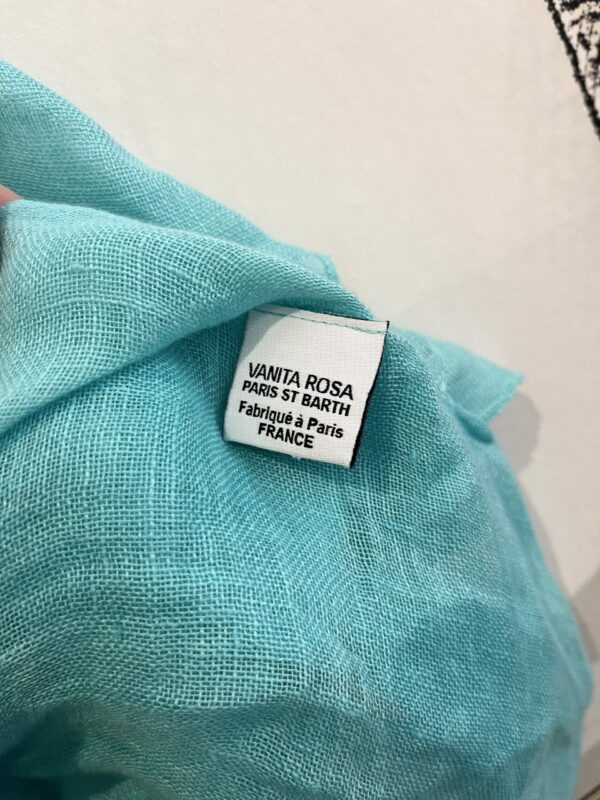 VANITA ROSA
PARIS ST BARTH
Fabriqué à Paris
FRANCE